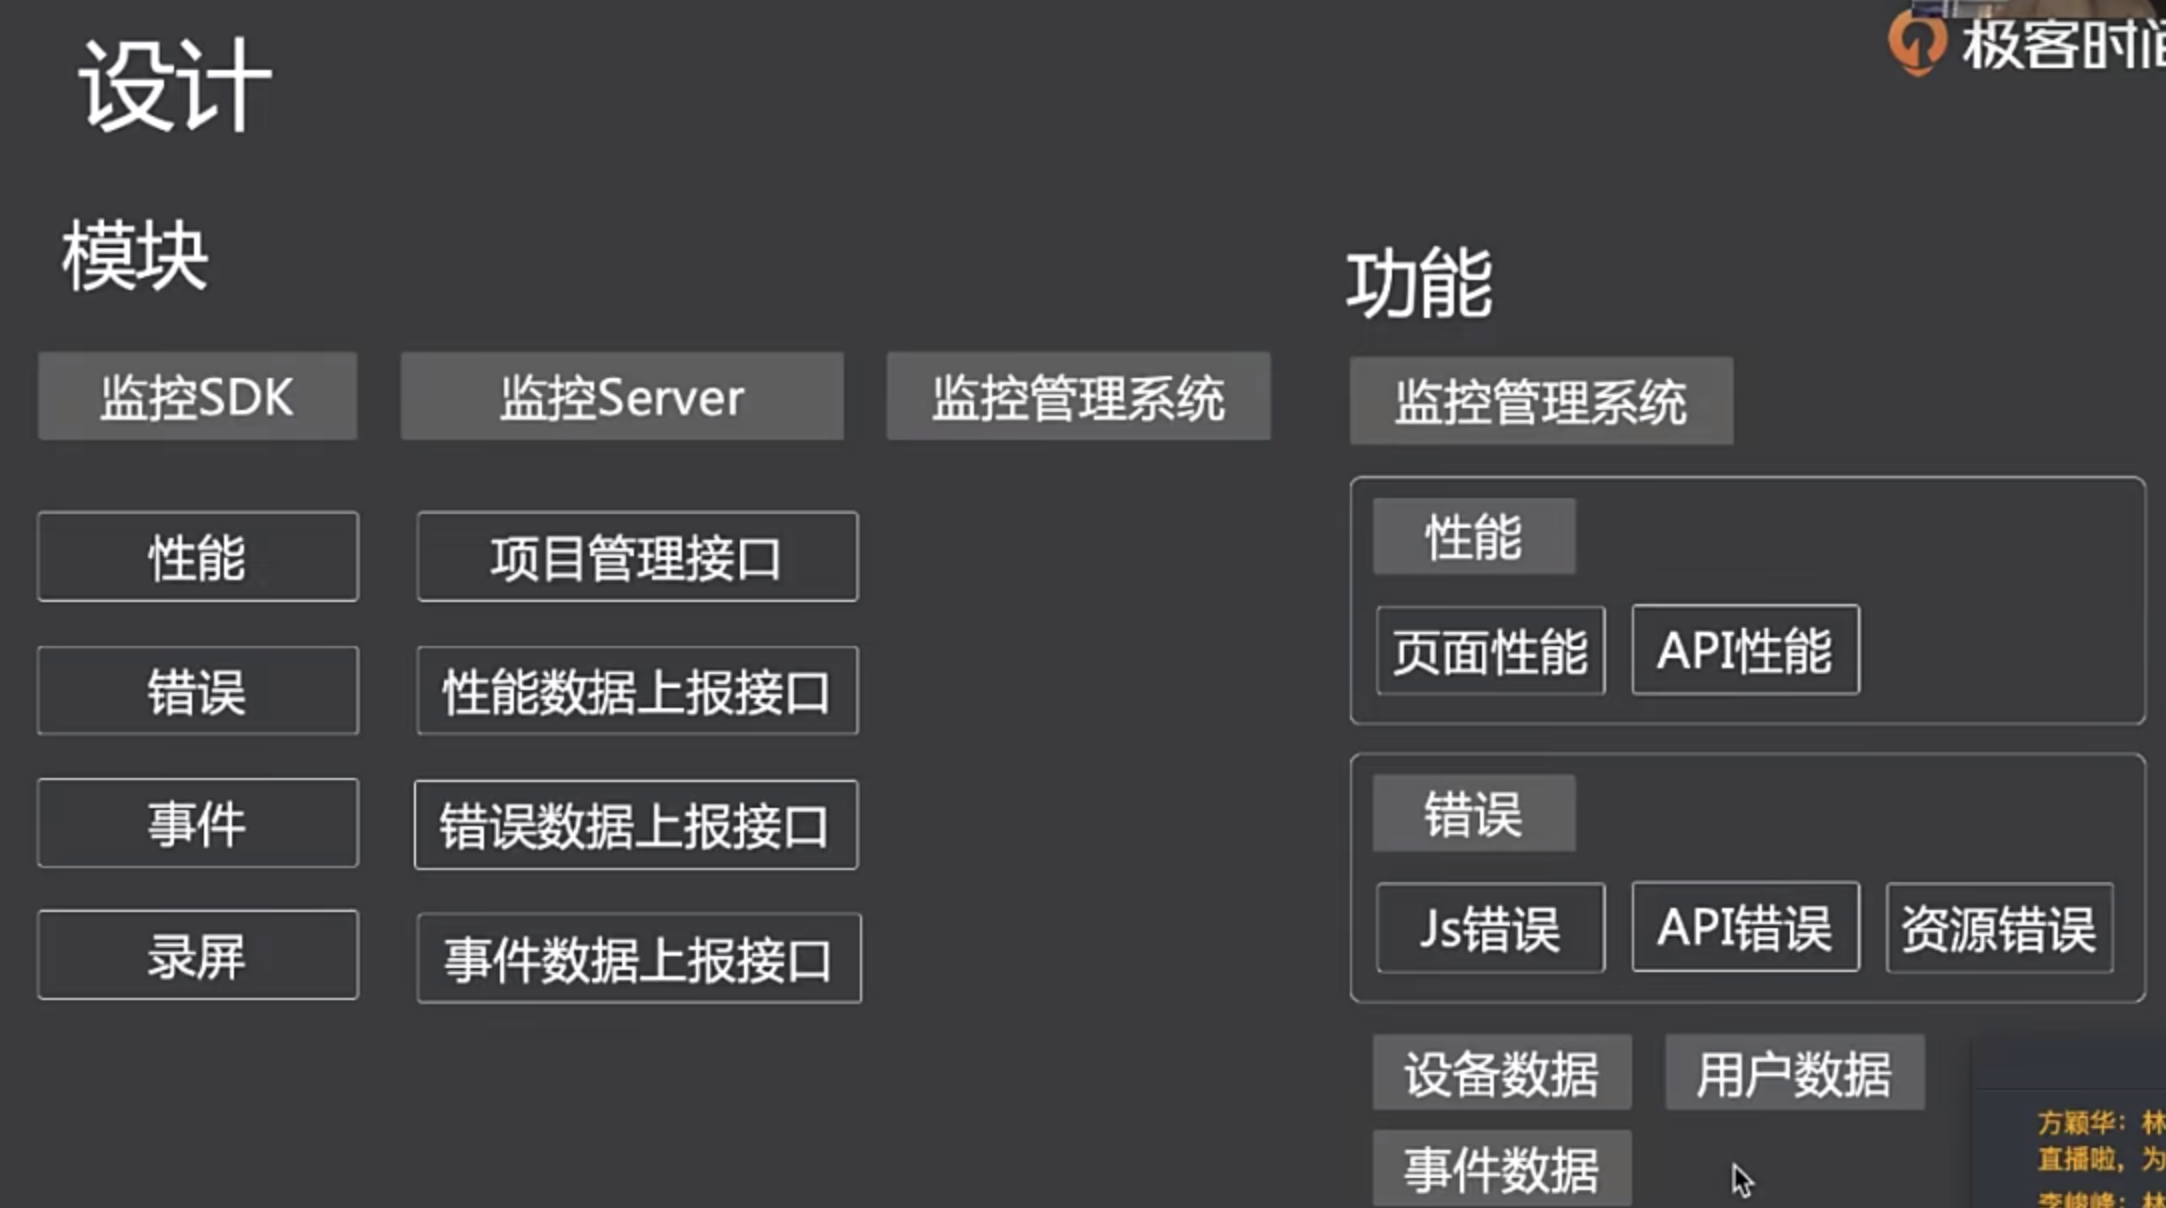 极客时间
设计
模块
监控SDK 监控Server 监控管理系统
性能 项目管理接口
错误 性能数据上报接口
事件 错误数据上报接口
录屏 事件数据上报接口
功能
监控管理系统
性能
页面性能 API性能
错误
Js错误 API错误 资源错误
设备数据 用户数据
事件数据
方颖华：林
直播啦，为
李峻峰：林